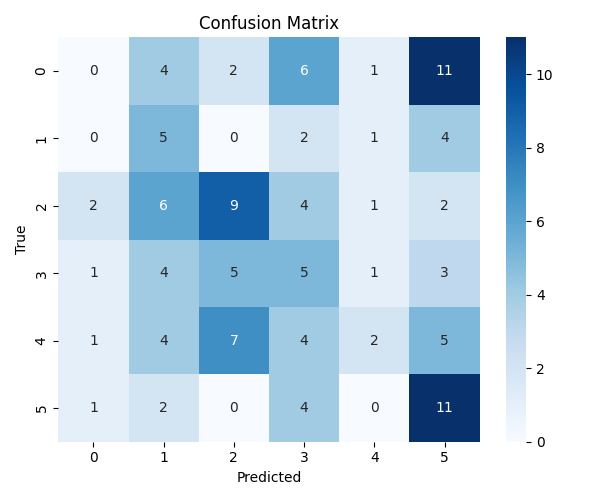 Confusion Matrix
True
0 0 4 2 6 1 11
1 0 5 0 2 1 4
2 2 6 9 4 1 2
3 1 4 5 5 1 3
4 1 4 7 4 2 5
5 1 2 0 4 0 11
0 1 2 3 4 5
Predicted
10
8
6
4
2
0